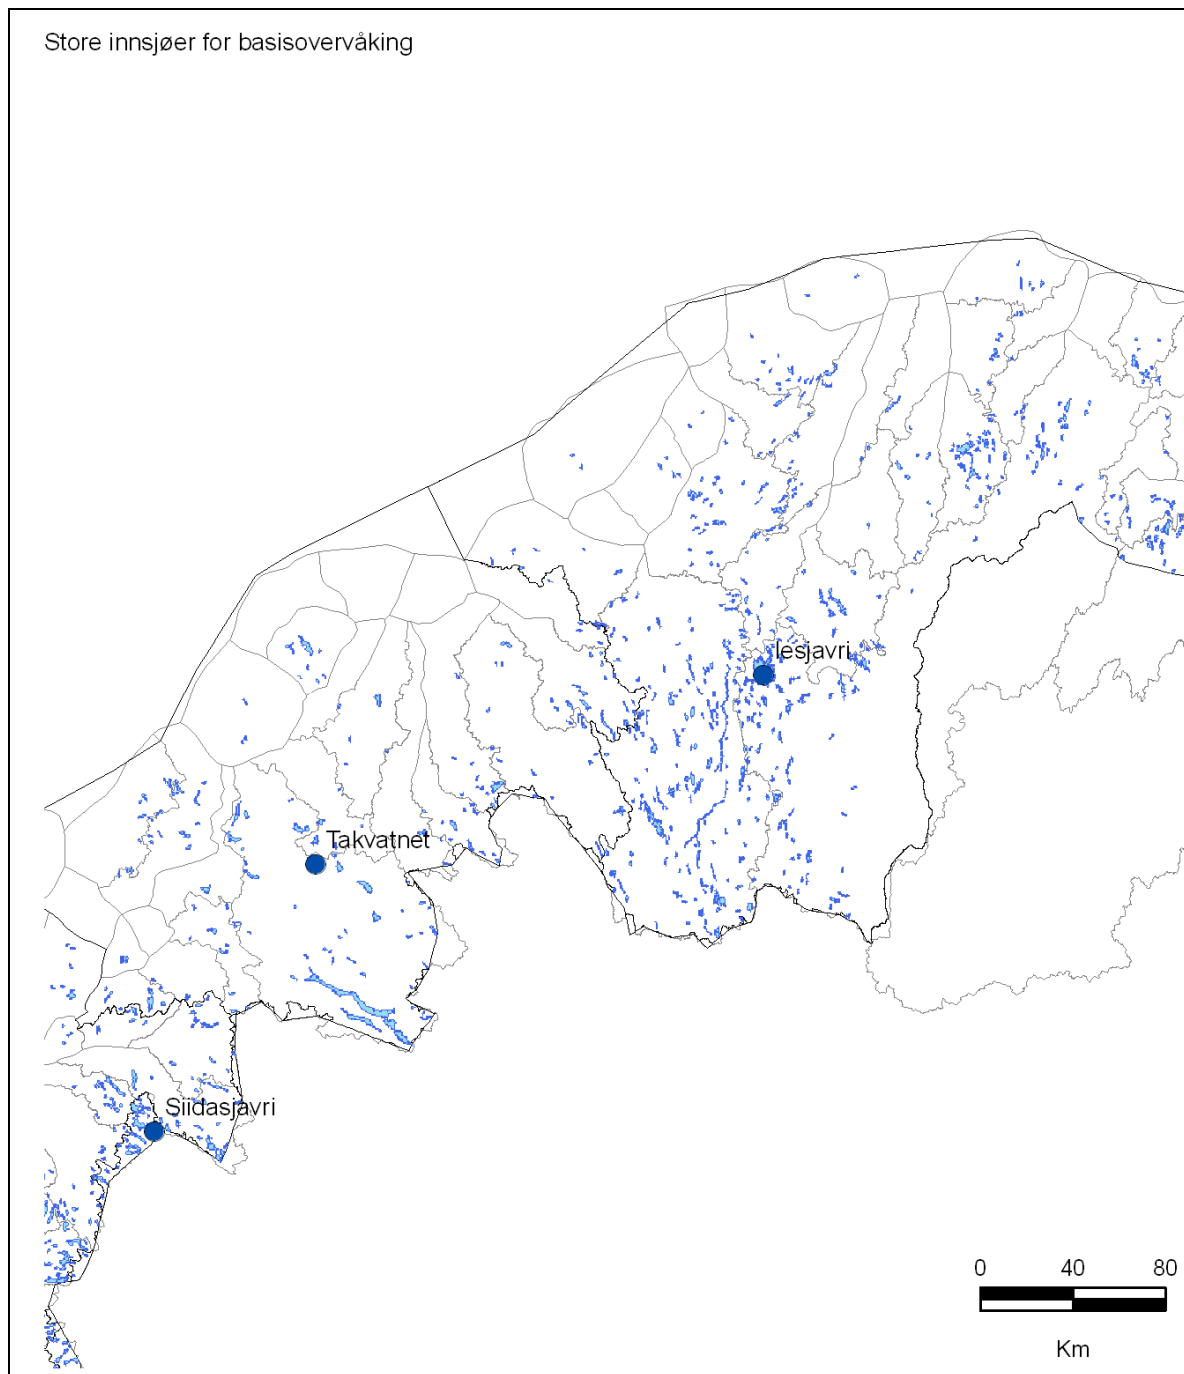 Store innsjøer for basisovervåking
Iesjavri
Takvatnet
Siidasjavri
0 40 80
Km